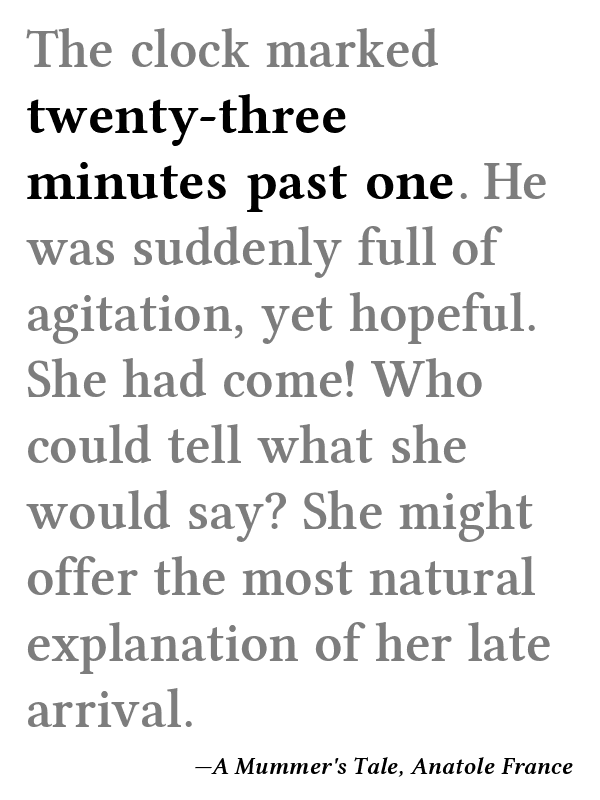 The clock marked
twenty-three
minutes past one. He
was suddenly full of
agitation, yet hopeful.
She had come! Who
could tell what she
would say? She might
offer the most natural
explanation of her late
arrival.
—A Mummer's Tale, Anatole France